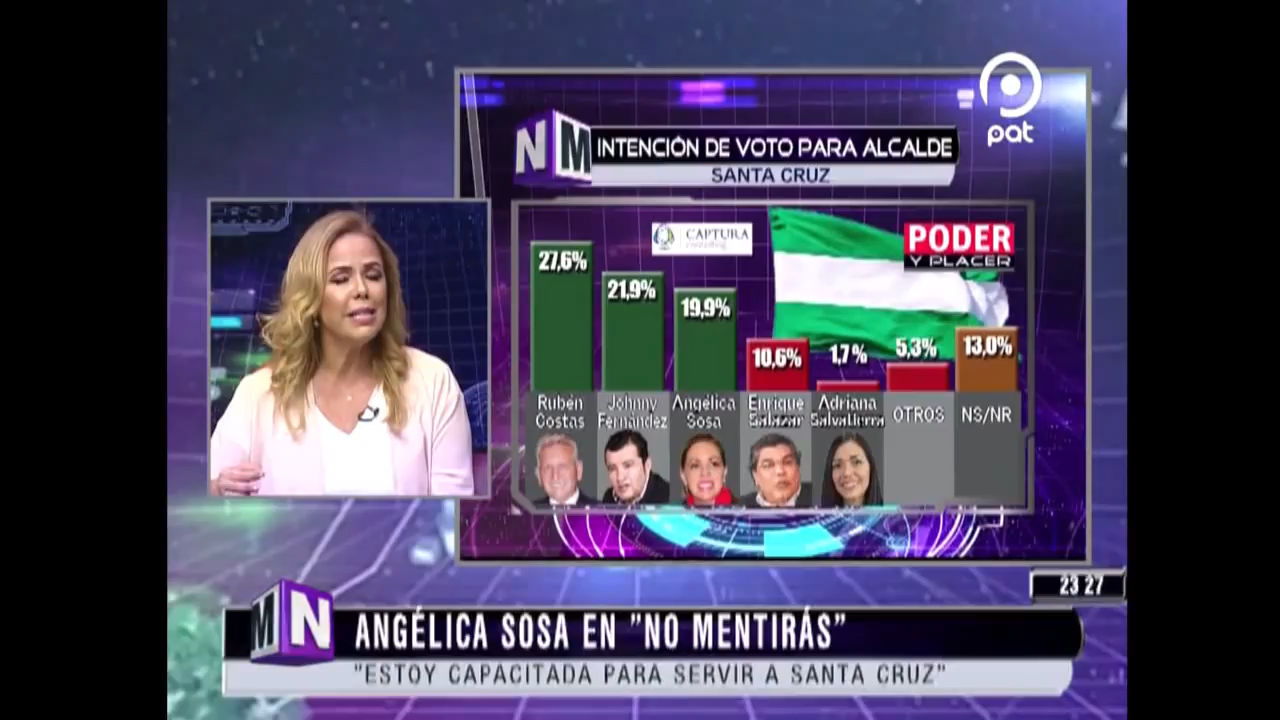 pat
NM
INTENCIÓN DE VOTO PARA ALCALDE
SANTA CRUZ
CAPTURA
consulting
PODER
Y PLACER
27,6%
21,9%
19,9%
10,6%
1,7%
5,3%
13,0%
Rubén
Costas
Johnny
Fernández
Angélica
Sosa
Enrique
Salazar
Adriana
Salvatierra
OTROS
NS/NR
23 27
MN
ANGÉLICA SOSA EN "NO MENTIRÁS"
"ESTOY CAPACITADA PARA SERVIR A SANTA CRUZ"